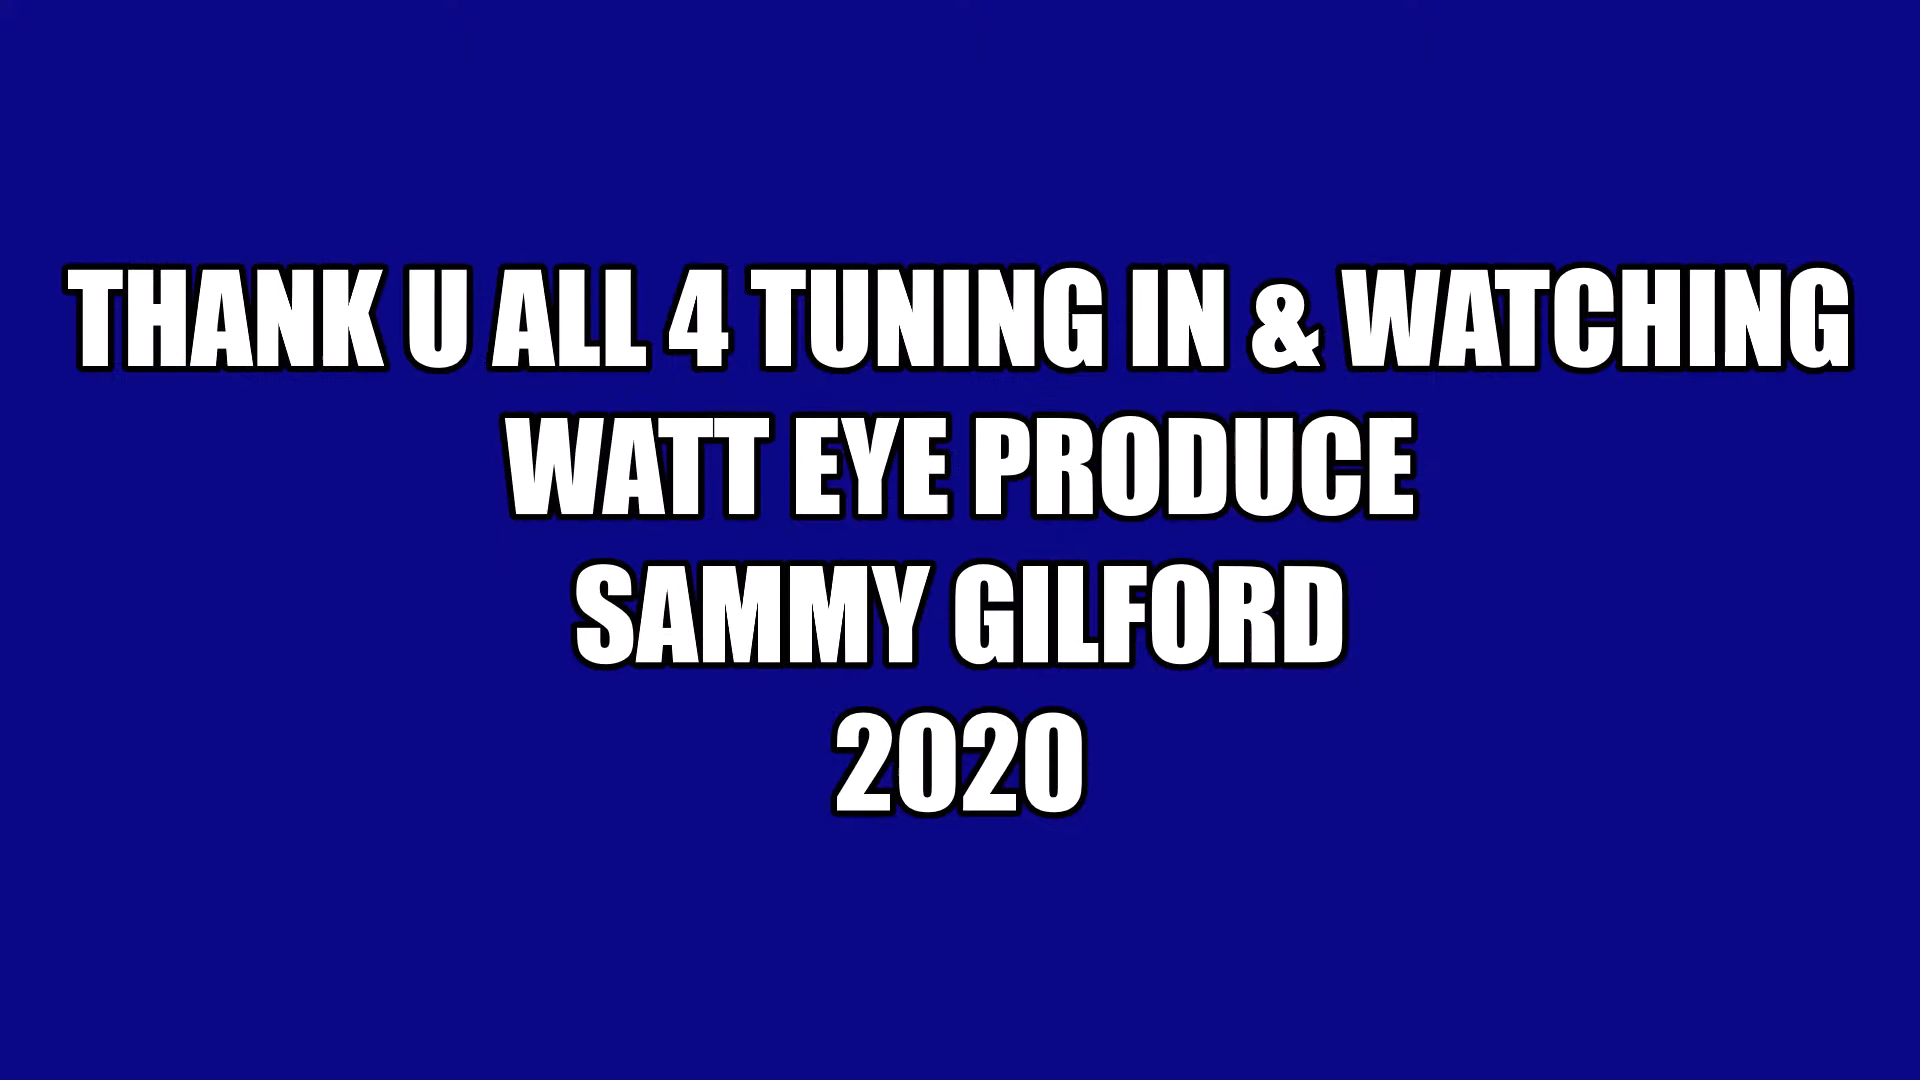 THANK U ALL 4 TUNING IN & WATCHING
WATT EYE PRODUCE
SAMMY GILFORD
2020